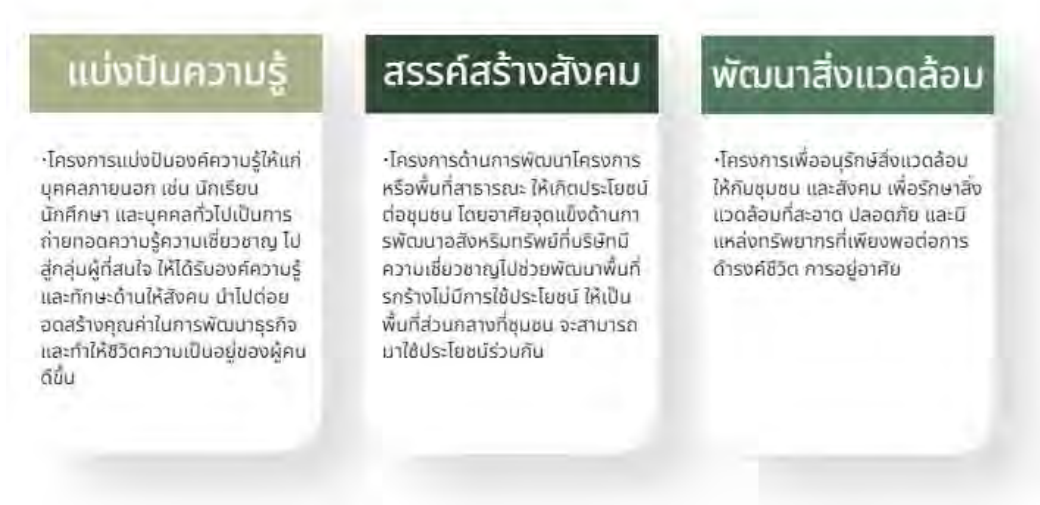 แบ่งปันความรู้
·โครงการแบ่งปันองค์ความรู้ให้แก่
บุคคลภายนอก เช่น นักเรียน
นักศึกษา และบุคคลทั่วไปเป็นการ
ถ่ายทอดความรู้ความเชี่ยวชาญ ไป
สู่กลุ่มผู้ที่สนใจ ให้ได้รับองค์ความรู้
และทักษะด้านให้สังคม นำไปต่อย
อดสร้างคุณค่าในการพัฒนาธุรกิจ
และทำให้ชีวิตความเป็นอยู่ของผู้คน
ดีขึ้น
สรรค์สร้างสังคม
·โครงการด้านการพัฒนาโครงการ
หรือพื้นที่สาธารณะ ให้เกิดประโยชน์
ต่อชุมชน โดยอาศัยจุดแข็งด้านกา
รพัฒนาอสังหริมทรัพย์ที่บริษัทมี
ความเชี่ยวชาญไปช่วยพัฒนาพื้นที่
รกร้างไม่มีการใช้ประโยชน์ ให้เป็น
พื้นที่ส่วนกลางที่ชุมชน จะสามารถ
มาใช้ประโยชน์ร่วมกัน
พัฒนาสิ่งแวดล้อม
·โครงการเพื่ออนุรักษ์สิ่งแวดล้อม
ให้กับชุมชน และสังคม เพื่อรักษาสิ่ง
แวดล้อมที่สะอาด ปลอดภัย และมี
แหล่งทรัพยากรที่เพียงพอต่อการ
ดำรงค์ชีวิต การอยู่อาศัย